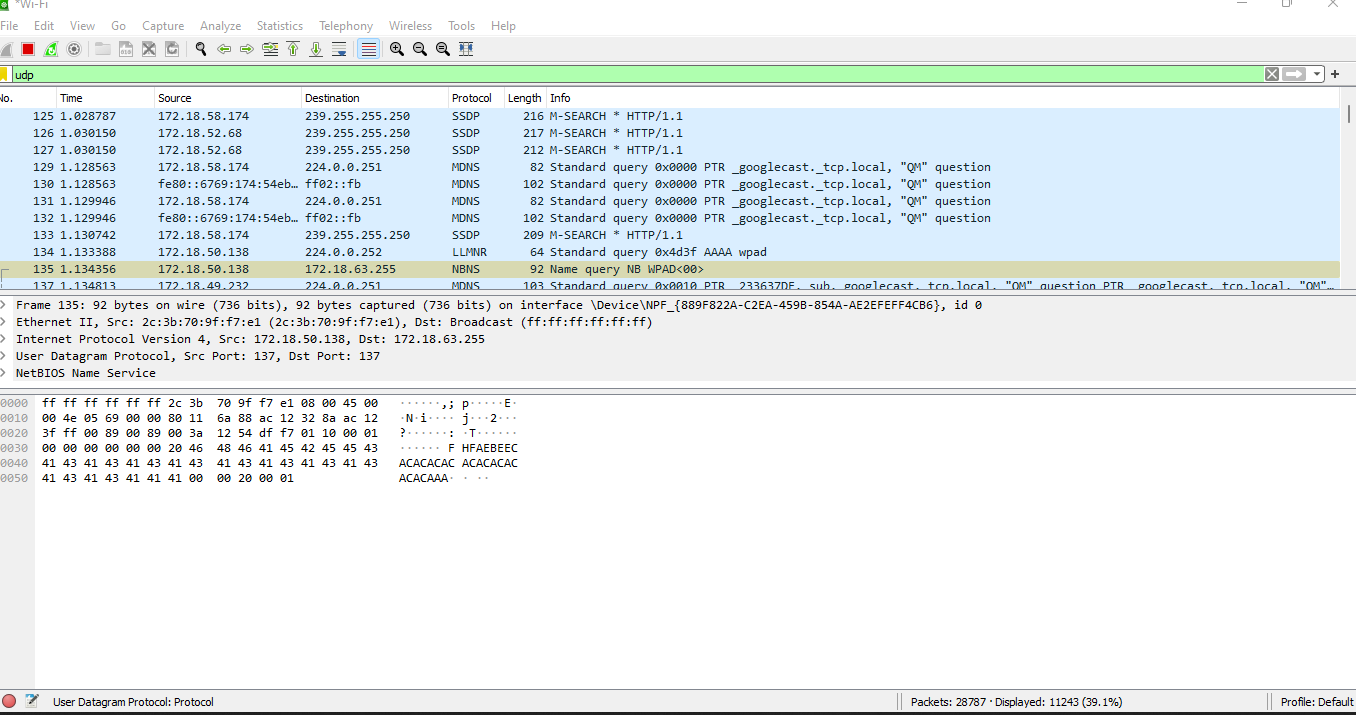 *Wi-Fi
File Edit View Go Capture Analyze Statistics Telephony Wireless Tools Help
udp
No. Time Source Destination Protocol Length Info
125 1.028787 172.18.58.174 239.255.255.250 SSDP 216 M-SEARCH * HTTP/1.1
126 1.030150 172.18.52.68 239.255.255.250 SSDP 217 M-SEARCH * HTTP/1.1
127 1.030150 172.18.52.68 239.255.255.250 SSDP 212 M-SEARCH * HTTP/1.1
129 1.128563 172.18.58.174 224.0.0.251 MDNS 82 Standard query 0x0000 PTR _googlecast._tcp.local, "QM" question
130 1.128563 fe80::6769:174:54eb… ff02::fb MDNS 102 Standard query 0x0000 PTR _googlecast._tcp.local, "QM" question
131 1.129946 172.18.58.174 224.0.0.251 MDNS 82 Standard query 0x0000 PTR _googlecast._tcp.local, "QM" question
132 1.129946 fe80::6769:174:54eb… ff02::fb MDNS 102 Standard query 0x0000 PTR _googlecast._tcp.local, "QM" question
133 1.130742 172.18.58.174 239.255.255.250 SSDP 209 M-SEARCH * HTTP/1.1
134 1.133388 172.18.50.138 224.0.0.252 LLMNR 64 Standard query 0x4d3f AAAA wpad
135 1.134356 172.18.50.138 172.18.63.255 NBNS 92 Name query NB WPAD<00>
137 1.134813 172.18.49.232 224.0.0.251 MDNS 103 Standard query 0x0010 PTR _233637DE._sub._googlecast._tcp.local, "QM" question PTR _googlecast._tcp.local, "QM"…
Frame 135: 92 bytes on wire (736 bits), 92 bytes captured (736 bits) on interface \Device\NPF_{889F822A-C2EA-459B-854A-AE2EFEFF4CB6}, id 0
Ethernet II, Src: 2c:3b:70:9f:f7:e1 (2c:3b:70:9f:f7:e1), Dst: Broadcast (ff:ff:ff:ff:ff:ff)
Internet Protocol Version 4, Src: 172.18.50.138, Dst: 172.18.63.255
User Datagram Protocol, Src Port: 137, Dst Port: 137
NetBIOS Name Service
0000 ff ff ff ff ff ff 2c 3b 70 9f f7 e1 08 00 45 00 ······,; p·····E·
0010 00 4e 05 69 00 00 80 11 6a 88 ac 12 32 8a ac 12 ·N·i···· j···2···
0020 3f ff 00 89 00 89 00 3a 12 54 df f7 01 10 00 01 ?······: ·T······
0030 00 00 00 00 00 00 20 46 48 46 41 45 42 45 45 43 ······ F HFAEBEEC
0040 41 43 41 43 41 43 41 43 41 43 41 43 41 43 41 43 ACACACAC ACACACAC
0050 41 43 41 43 41 41 41 00 00 20 00 01 ACACAAA· · ··
User Datagram Protocol: Protocol
Packets: 28787 · Displayed: 11243 (39.1%)
Profile: Default